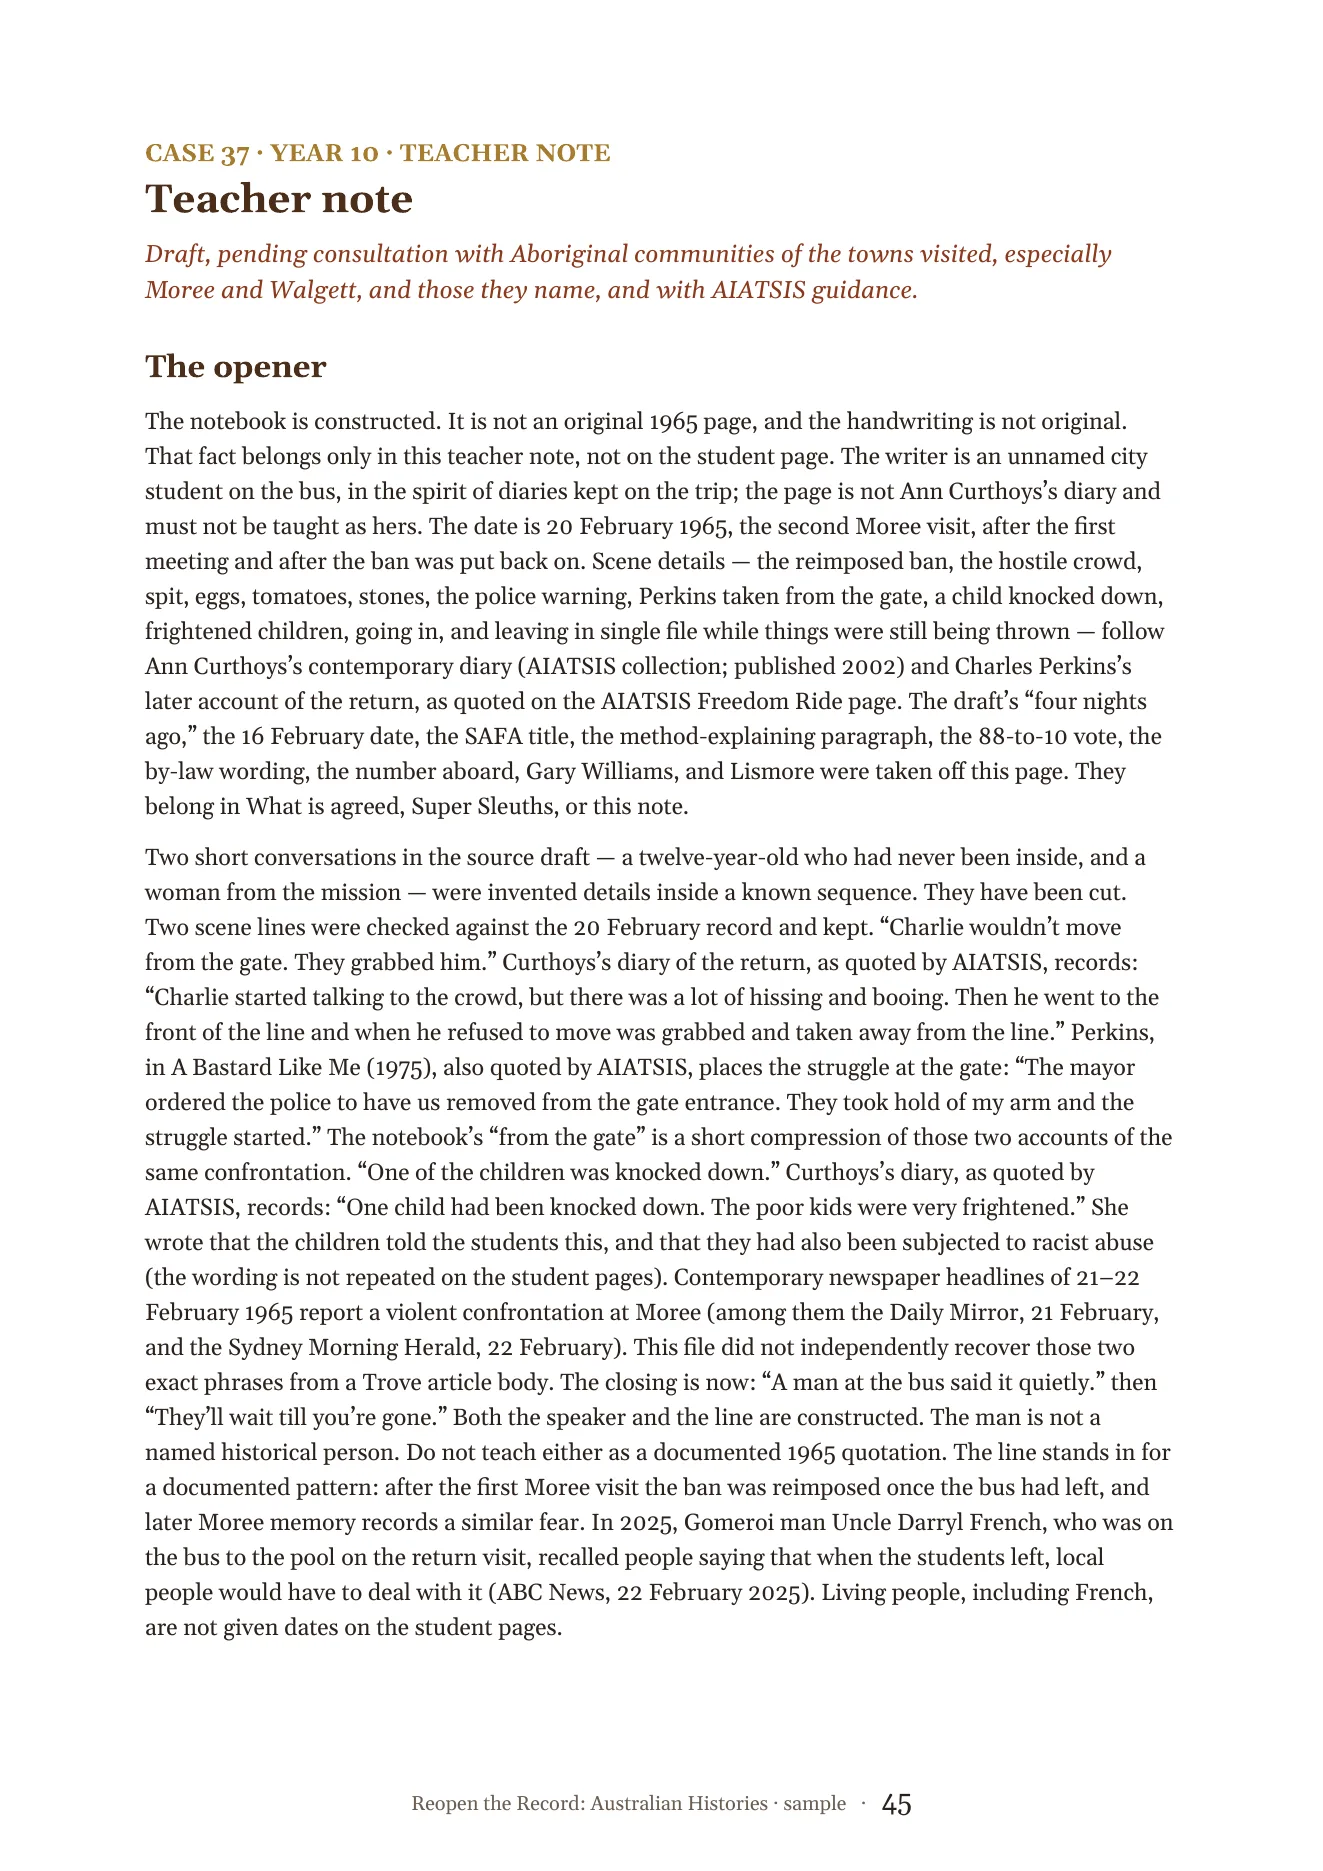 CASE 37 · YEAR 10 · TEACHER NOTE
Teacher note
Draft, pending consultation with Aboriginal communities of the towns visited, especially
Moree and Walgett, and those they name, and with AIATSIS guidance.
The opener
The notebook is constructed. It is not an original 1965 page, and the handwriting is not original.
That fact belongs only in this teacher note, not on the student page. The writer is an unnamed city
student on the bus, in the spirit of diaries kept on the trip; the page is not Ann Curthoys’s diary and
must not be taught as hers. The date is 20 February 1965, the second Moree visit, after the first
meeting and after the ban was put back on. Scene details — the reimposed ban, the hostile crowd,
spit, eggs, tomatoes, stones, the police warning, Perkins taken from the gate, a child knocked down,
frightened children, going in, and leaving in single file while things were still being thrown — follow
Ann Curthoys’s contemporary diary (AIATSIS collection; published 2002) and Charles Perkins’s
later account of the return, as quoted on the AIATSIS Freedom Ride page. The draft’s “four nights
ago,” the 16 February date, the SAFA title, the method-explaining paragraph, the 88-to-10 vote, the
by-law wording, the number aboard, Gary Williams, and Lismore were taken off this page. They
belong in What is agreed, Super Sleuths, or this note.
Two short conversations in the source draft — a twelve-year-old who had never been inside, and a
woman from the mission — were invented details inside a known sequence. They have been cut.
Two scene lines were checked against the 20 February record and kept. “Charlie wouldn’t move
from the gate. They grabbed him.” Curthoys’s diary of the return, as quoted by AIATSIS, records:
“Charlie started talking to the crowd, but there was a lot of hissing and booing. Then he went to the
front of the line and when he refused to move was grabbed and taken away from the line.” Perkins,
in A Bastard Like Me (1975), also quoted by AIATSIS, places the struggle at the gate: “The mayor
ordered the police to have us removed from the gate entrance. They took hold of my arm and the
struggle started.” The notebook’s “from the gate” is a short compression of those two accounts of the
same confrontation. “One of the children was knocked down.” Curthoys’s diary, as quoted by
AIATSIS, records: “One child had been knocked down. The poor kids were very frightened.” She
wrote that the children told the students this, and that they had also been subjected to racist abuse
(the wording is not repeated on the student pages). Contemporary newspaper headlines of 21–22
February 1965 report a violent confrontation at Moree (among them the Daily Mirror, 21 February,
and the Sydney Morning Herald, 22 February). This file did not independently recover those two
exact phrases from a Trove article body. The closing is now: “A man at the bus said it quietly.” then
“They’ll wait till you’re gone.” Both the speaker and the line are constructed. The man is not a
named historical person. Do not teach either as a documented 1965 quotation. The line stands in for
a documented pattern: after the first Moree visit the ban was reimposed once the bus had left, and
later Moree memory records a similar fear. In 2025, Gomeroi man Uncle Darryl French, who was on
the bus to the pool on the return visit, recalled people saying that when the students left, local
people would have to deal with it (ABC News, 22 February 2025). Living people, including French,
are not given dates on the student pages.
Reopen the Record: Australian Histories · sample · 45